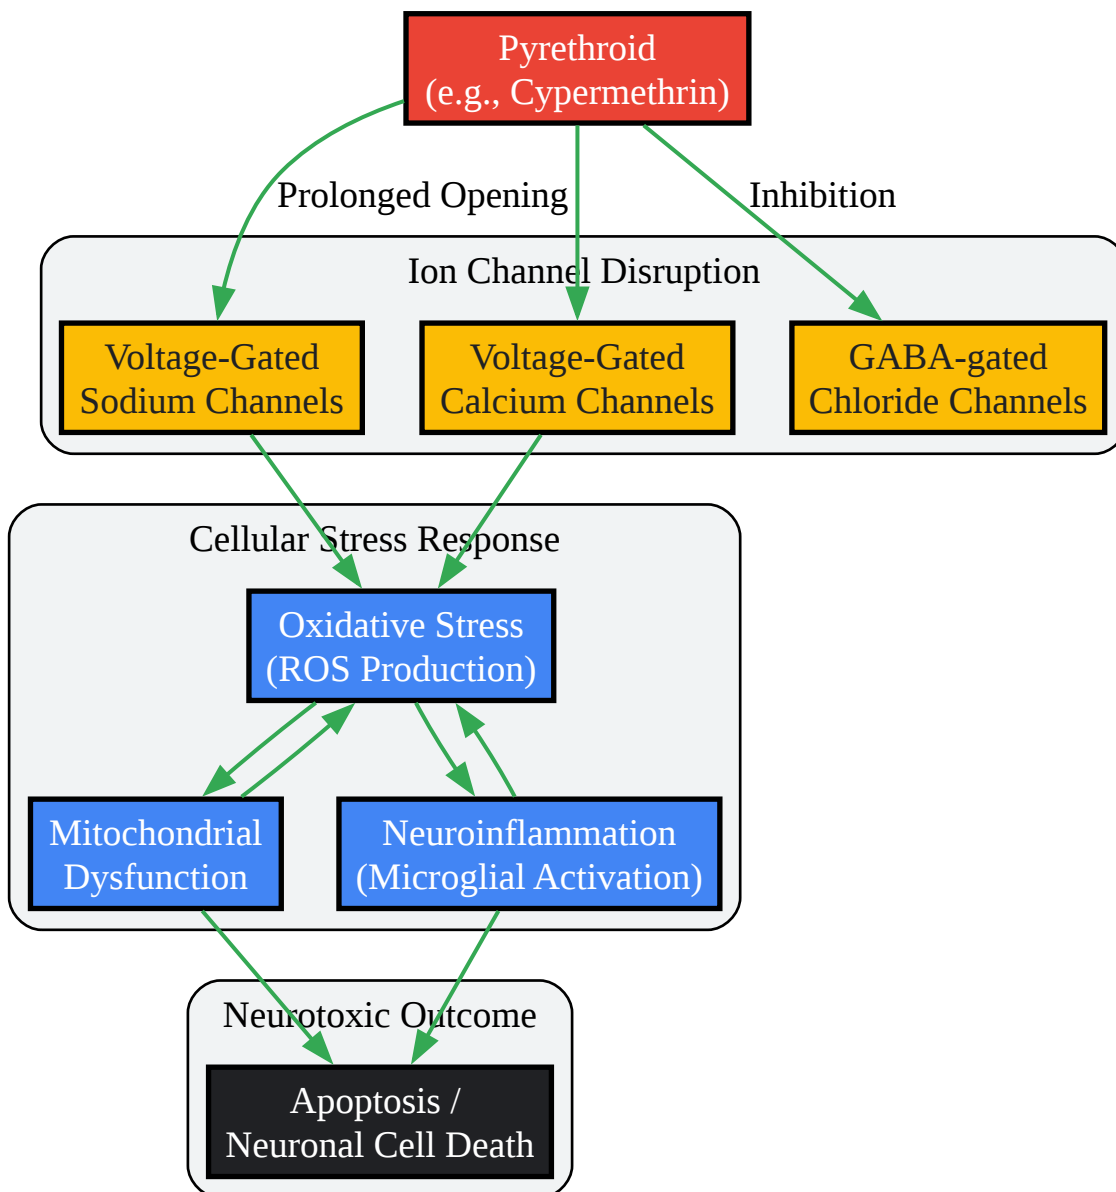 Pyrethroid
(e.g., Cypermethrin)
Prolonged Opening
Inhibition
Ion Channel Disruption
Voltage-Gated
Sodium Channels
Voltage-Gated
Calcium Channels
GABA-gated
Chloride Channels
Cellular Stress Response
Oxidative Stress
(ROS Production)
Mitochondrial
Dysfunction
Neuroinflammation
(Microglial Activation)
Neurotoxic Outcome
Apoptosis /
Neuronal Cell Death